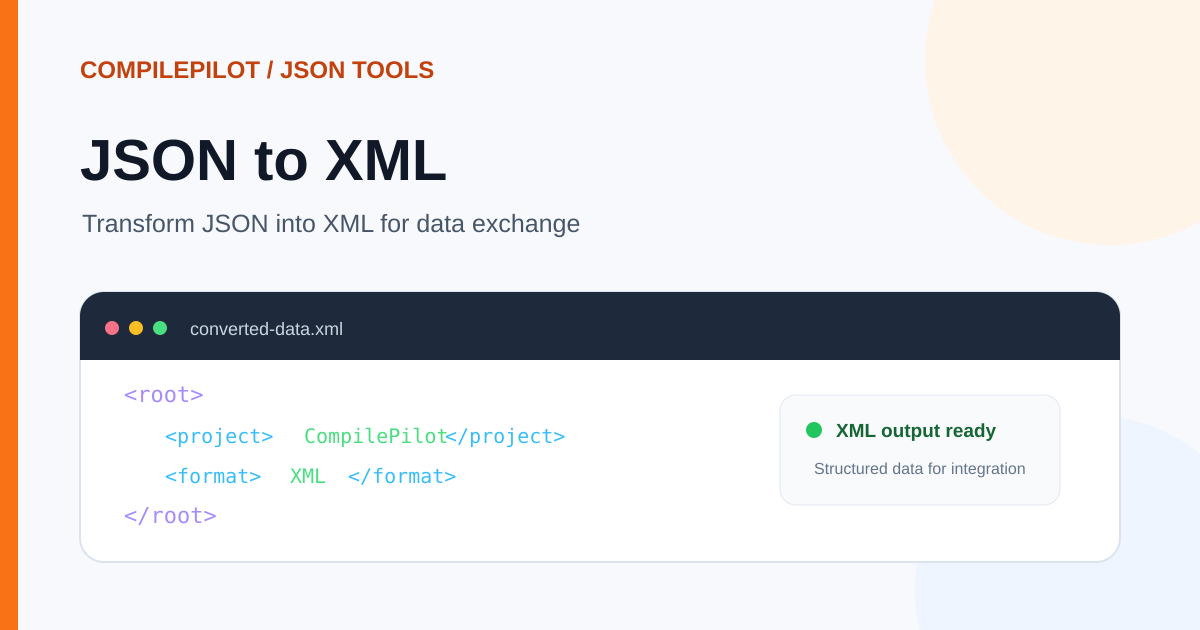 COMPILEPILOT / JSON TOOLS
JSON to XML
Transform JSON into XML for data exchange
converted-data.xml
<root>
<project> CompilePilot</project>
<format> XML </format>
</root>
XML output ready
Structured data for integration